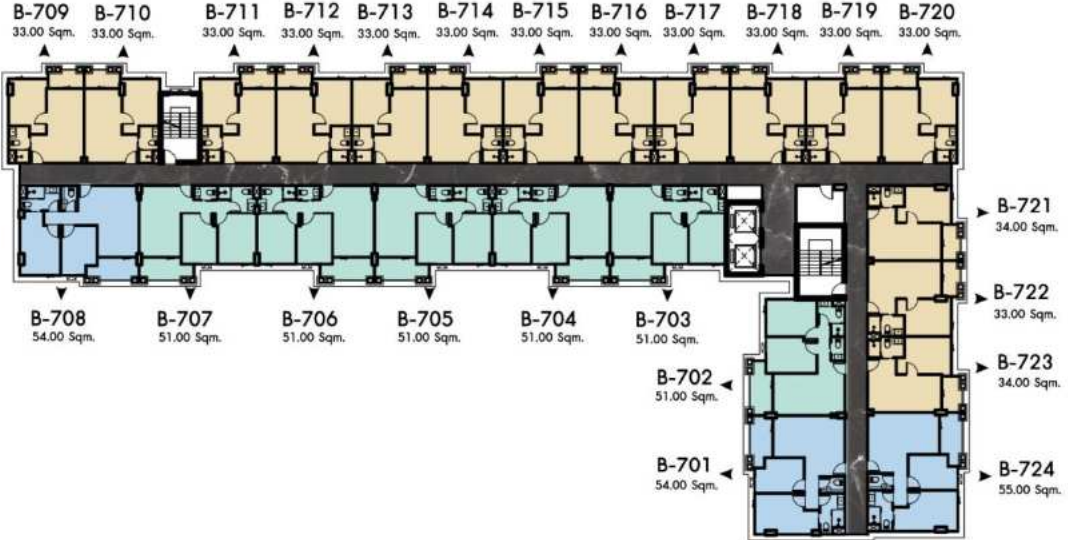 B-709
33.00 Sqm.
B-710
33.00 Sqm.
B-711
33.00 Sqm.
B-712
33.00 Sqm.
B-713
33.00 Sqm.
B-714
33.00 Sqm.
B-715
33.00 Sqm.
B-716
33.00 Sqm.
B-717
33.00 Sqm.
B-718
33.00 Sqm.
B-719
33.00 Sqm.
B-720
33.00 Sqm.
B-721
34.00 Sqm.
B-722
33.00 Sqm.
B-723
34.00 Sqm.
B-724
55.00 Sqm.
B-708
54.00 Sqm.
B-707
51.00 Sqm.
B-706
51.00 Sqm.
B-705
51.00 Sqm.
B-704
51.00 Sqm.
B-703
51.00 Sqm.
B-702
51.00 Sqm.
B-701
54.00 Sqm.